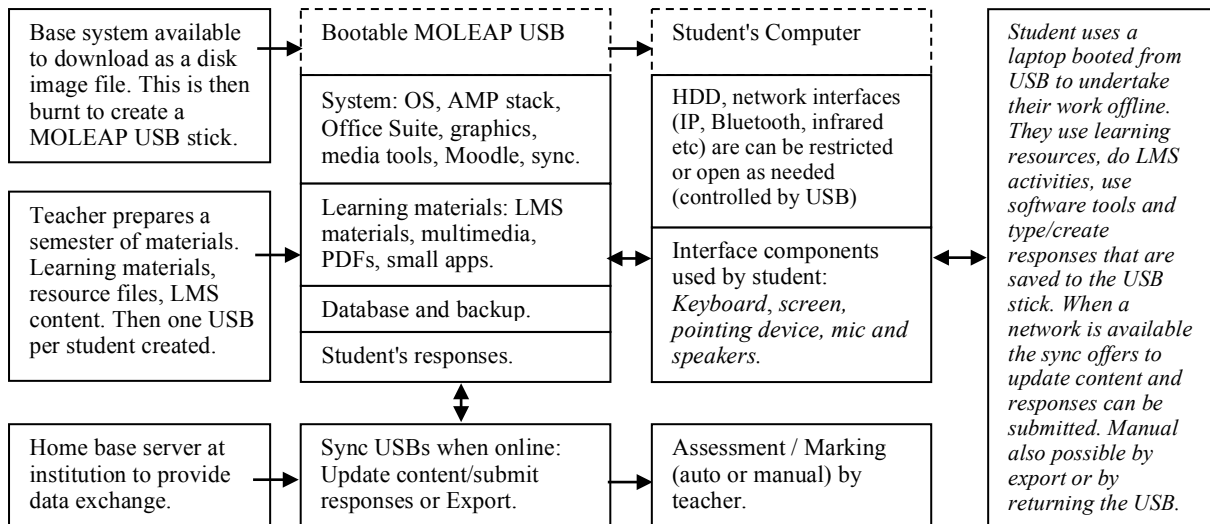 Base system available
to download as a disk
image file. This is then
burnt to create a
MOLEAP USB stick.
Bootable MOLEAP USB
System: OS, AMP stack,
Office Suite, graphics,
media tools, Moodle, sync.
Student's Computer
HDD, network interfaces
(IP, Bluetooth, infrared
etc) are can be restricted
or open as needed
(controlled by USB)
Teacher prepares a
semester of materials.
Learning materials,
resource files, LMS
content. Then one USB
per student created.
Learning materials: LMS
materials, multimedia,
PDFs, small apps.
Database and backup.
Student's responses.
Interface components
used by student:
Keyboard, screen,
pointing device, mic and
speakers.
Home base server at
institution to provide
data exchange.
Sync USBs when online:
Update content/submit
responses or Export.
Assessment / Marking
(auto or manual) by
teacher.
Student uses a
laptop booted from
USB to undertake
their work offline.
They use learning
resources, do LMS
activities, use
software tools and
type/create
responses that are
saved to the USB
stick. When a
network is available
the sync offers to
update content and
responses can be
submitted. Manual
also possible by
export or by
returning the USB.